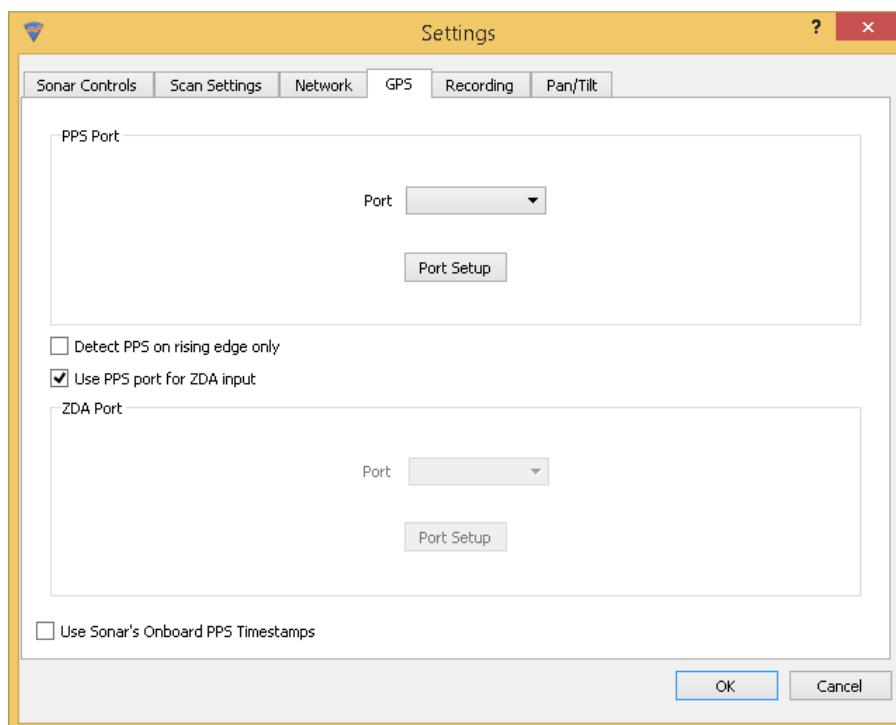 Settings
?
Sonar Controls Scan Settings Network GPS Recording Pan/Tilt
PPS Port
Port
Port Setup
Detect PPS on rising edge only
Use PPS port for ZDA input
ZDA Port
Port
Port Setup
Use Sonar's Onboard PPS Timestamps
OK Cancel